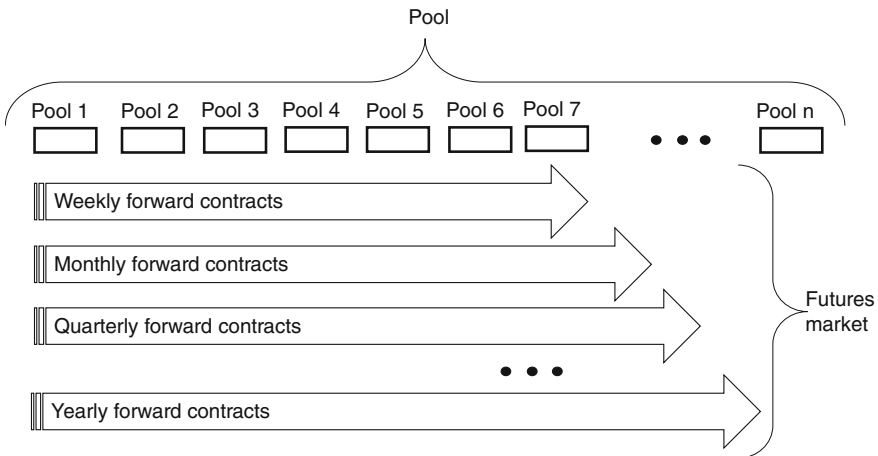 Pool
Pool 1 Pool 2 Pool 3 Pool 4 Pool 5 Pool 6 Pool 7 Pool n
Weekly forward contracts
Monthly forward contracts
Quarterly forward contracts
Yearly forward contracts
Futures
market